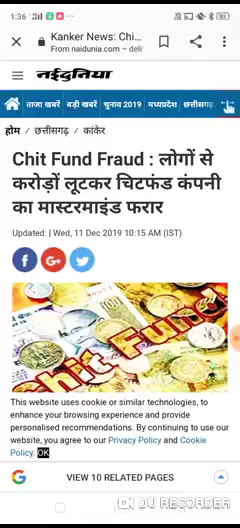 1:36
Kanker News: Chi...
From naidunia.com – deli
नईदुनिया
ताजा खबरें बड़ी खबरें चुनाव 2019 मध्यप्रदेश छत्तीसगढ़
होम / छत्तीसगढ़ / कांकेर
Chit Fund Fraud : लोगों से
करोड़ों लूटकर चिटफंड कंपनी
का मास्टरमाइंड फरार
Updated: | Wed, 11 Dec 2019 10:15 AM (IST)
f G+
Chit Fund
This website uses cookie or similar technologies, to
enhance your browsing experience and provide
personalised recommendations. By continuing to use our
website, you agree to our Privacy Policy and Cookie
Policy. OK
G VIEW 10 RELATED PAGES
DU RECORDER